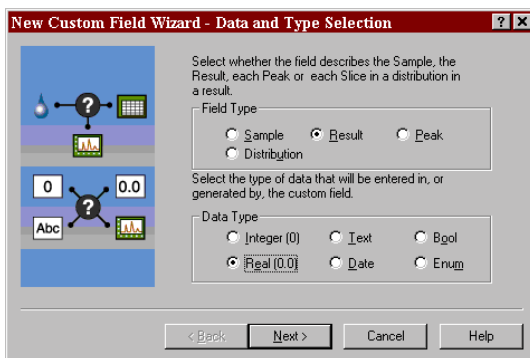 New Custom Field Wizard - Data and Type Selection
Select whether the field describes the Sample, the
Result, each Peak or each Slice in a distribution in
a result.
Field Type
Sample Result Peak
Distribution
0 0.0
Abc
Select the type of data that will be entered in, or
generated by, the custom field.
Data Type
Integer (0) Text Bool
Real (0.0) Date Enum
< Back Next > Cancel Help